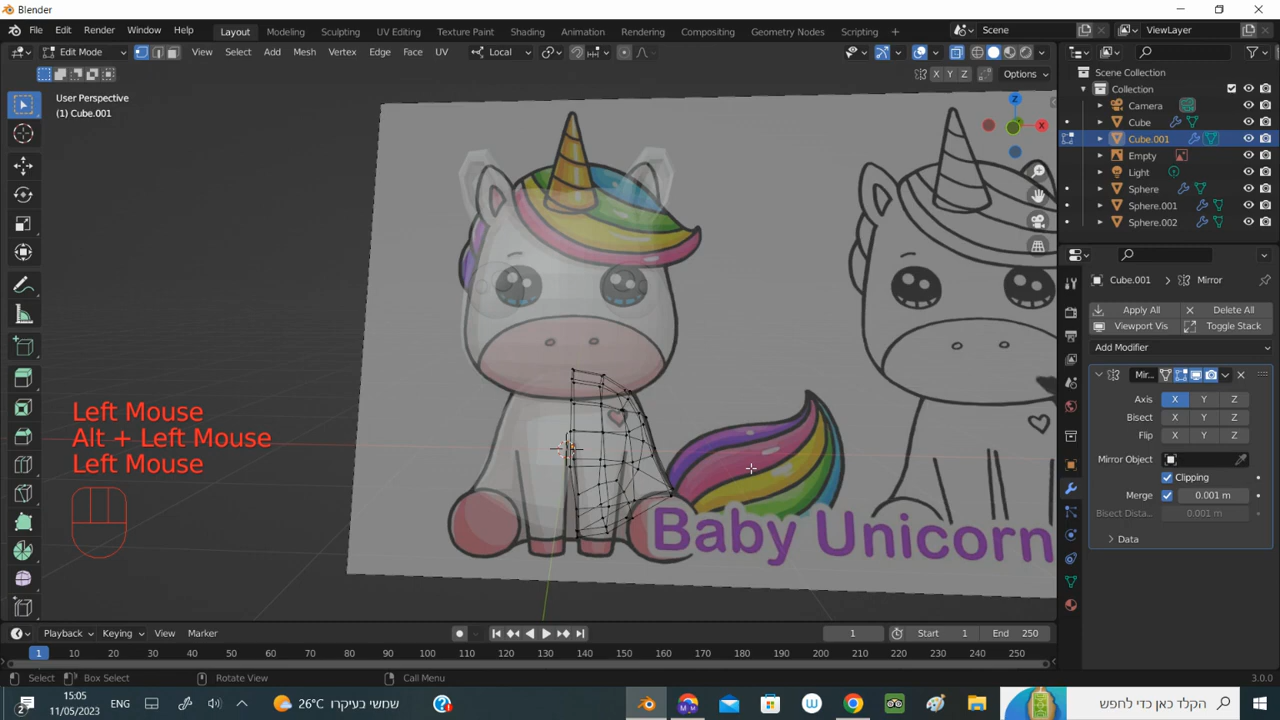 Blender
File Edit Render Window Help Layout Modeling Sculpting UV Editing Texture Paint Shading Animation Rendering Compositing Geometry Nodes Scripting + Scene ViewLayer
Edit Mode View Select Add Mesh Vertex Edge Face UV Local
X Y Z Options
User Perspective
(1) Cube.001
Z
X
Scene Collection
Collection
Camera
Cube
Cube.001
Empty
Light
Sphere
Sphere.001
Sphere.002
Cube.001 > Mirror
Apply All Delete All
Viewport Vis Toggle Stack
Add Modifier
Mir...
Axis X Y Z
Bisect X Y Z
Flip X Y Z
Mirror Object
Clipping
Merge 0.001 m
Bisect Dista... 0.001 m
Data
Left Mouse
Alt + Left Mouse
Left Mouse
Baby Unicorn
Playback Keying View Marker 1 Start 1 End 250
1 10 20 30 40 50 60 70 80 90 100 110 120 130 140 150 160 170 180 190 200 210 220 230 240 250
Select Box Select Rotate View Call Menu 3.0.0
15:05
11/05/2023
2
ENG
26°C שמשי בעיקרו
הקלד כאן כדי לחפש